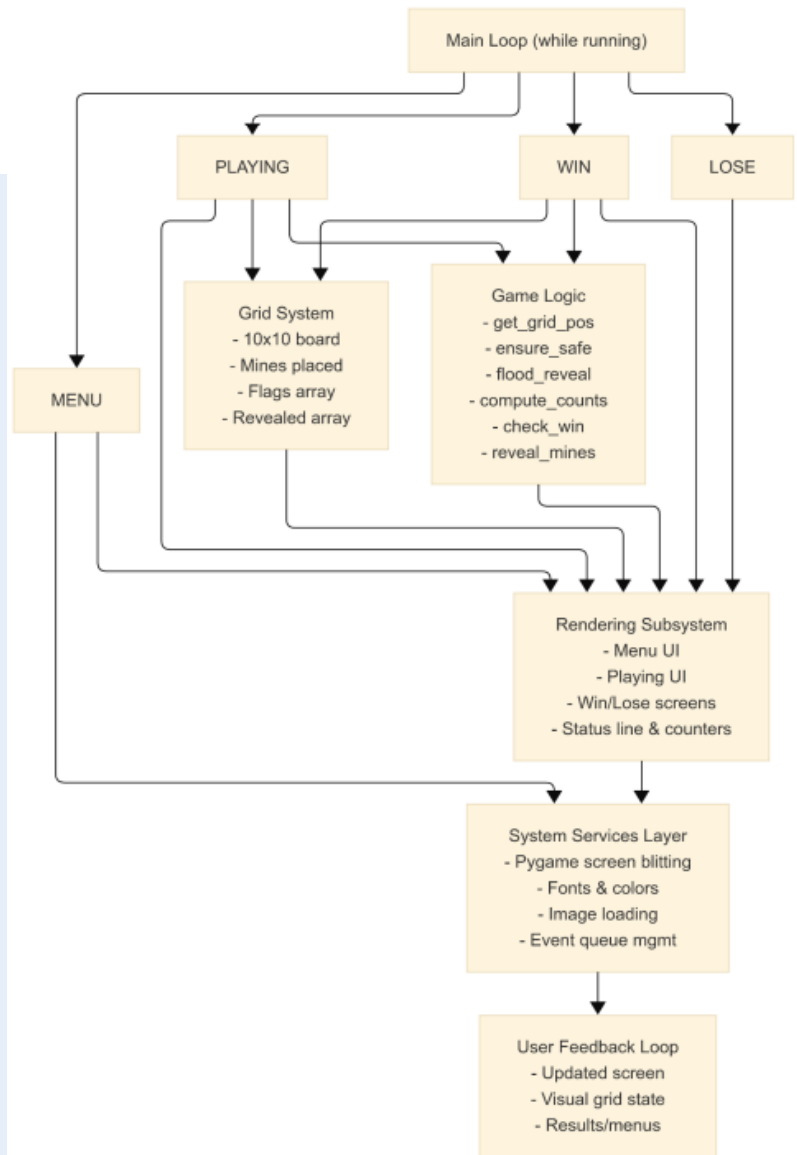 Main Loop (while running)
PLAYING
WIN
LOSE
Grid System
- 10x10 board
- Mines placed
- Flags array
- Revealed array
Game Logic
- get_grid_pos
- ensure_safe
- flood_reveal
- compute_counts
- check_win
- reveal_mines
MENU
Rendering Subsystem
- Menu UI
- Playing UI
- Win/Lose screens
- Status line & counters
System Services Layer
- Pygame screen blitting
- Fonts & colors
- Image loading
- Event queue mgmt
User Feedback Loop
- Updated screen
- Visual grid state
- Results/menus